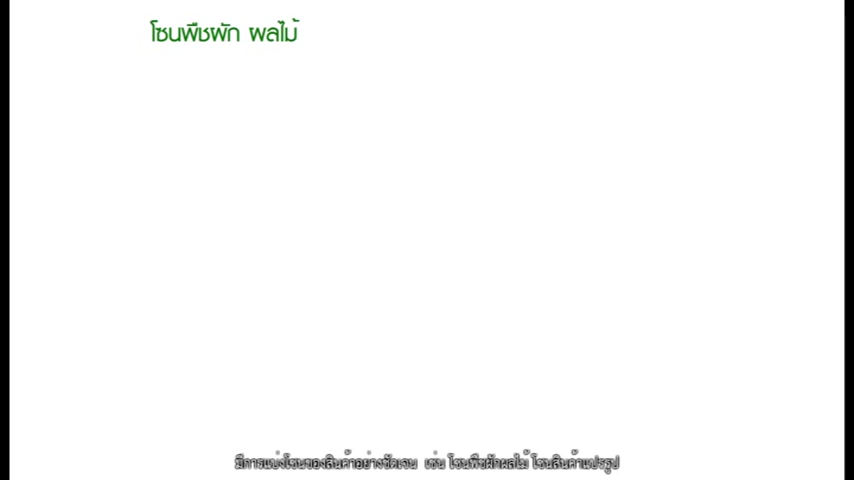 โซนพืชผัก ผลไม้
มีการแบ่งโซนของสินค้าอย่างชัดเจน เช่น โซนพืชผักผลไม้ โซนสินค้าแปรรูป